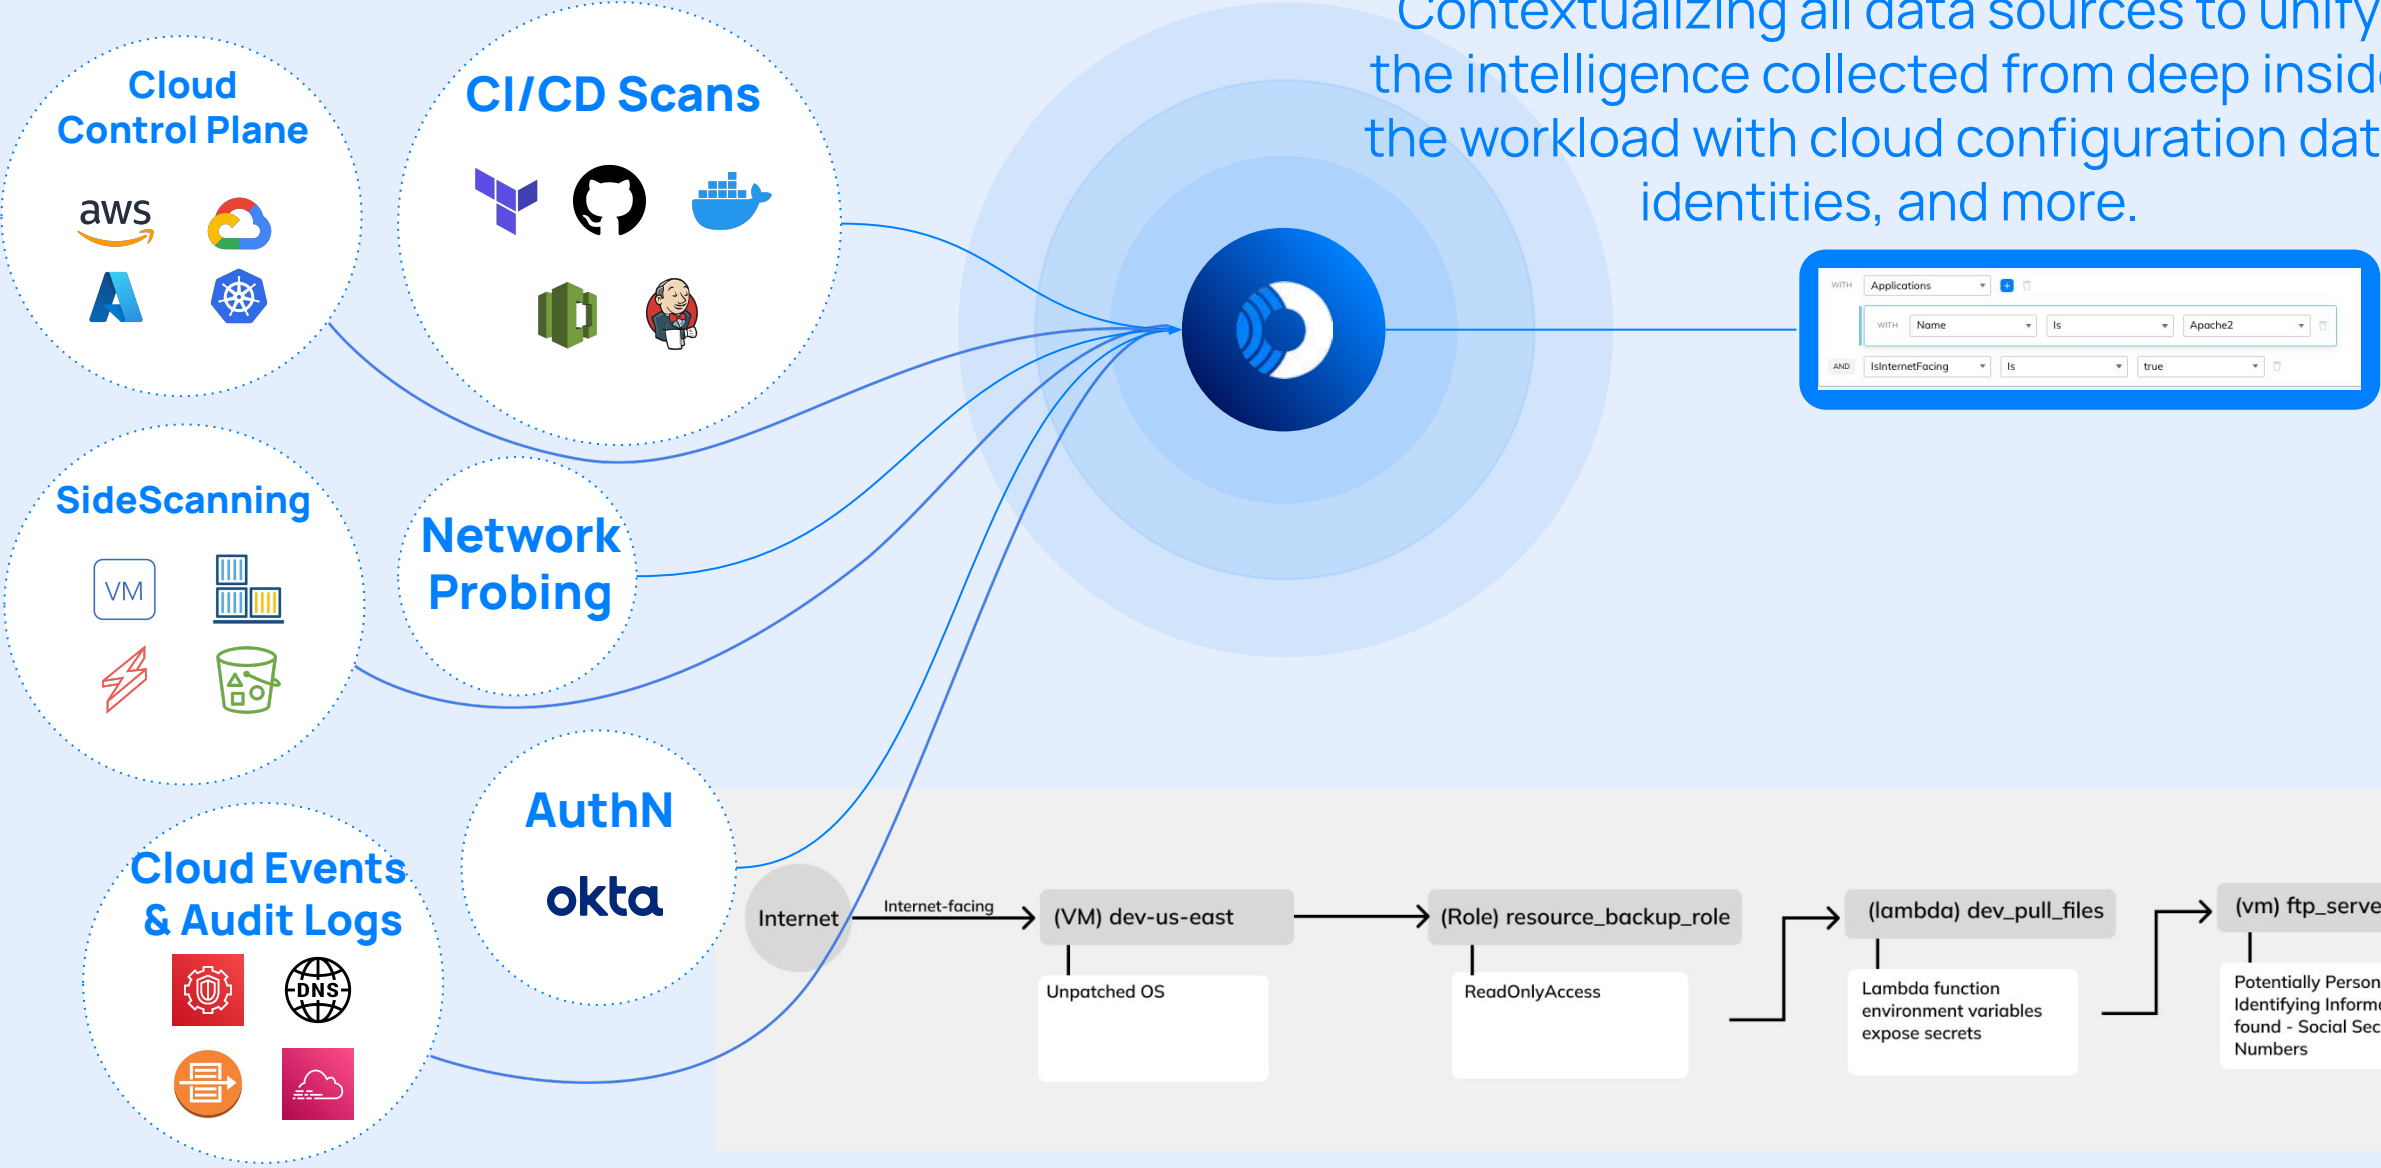 Contextualizing all data sources to unify
the intelligence collected from deep inside
the workload with cloud configuration dat
identities, and more.
Cloud
Control Plane
aws
CI/CD Scans
SideScanning
VM
Network
Probing
AuthN
okta
Cloud Events
& Audit Logs
DNS
WITH Applications
WITH Name Is Apache2
AND IsInternetFacing Is true
Internet
Internet-facing
(VM) dev-us-east
Unpatched OS
(Role) resource_backup_role
ReadOnlyAccess
(lambda) dev_pull_files
Lambda function
environment variables
expose secrets
(vm) ftp_serve
Potentially Person
Identifying Inform
found - Social Sec
Numbers